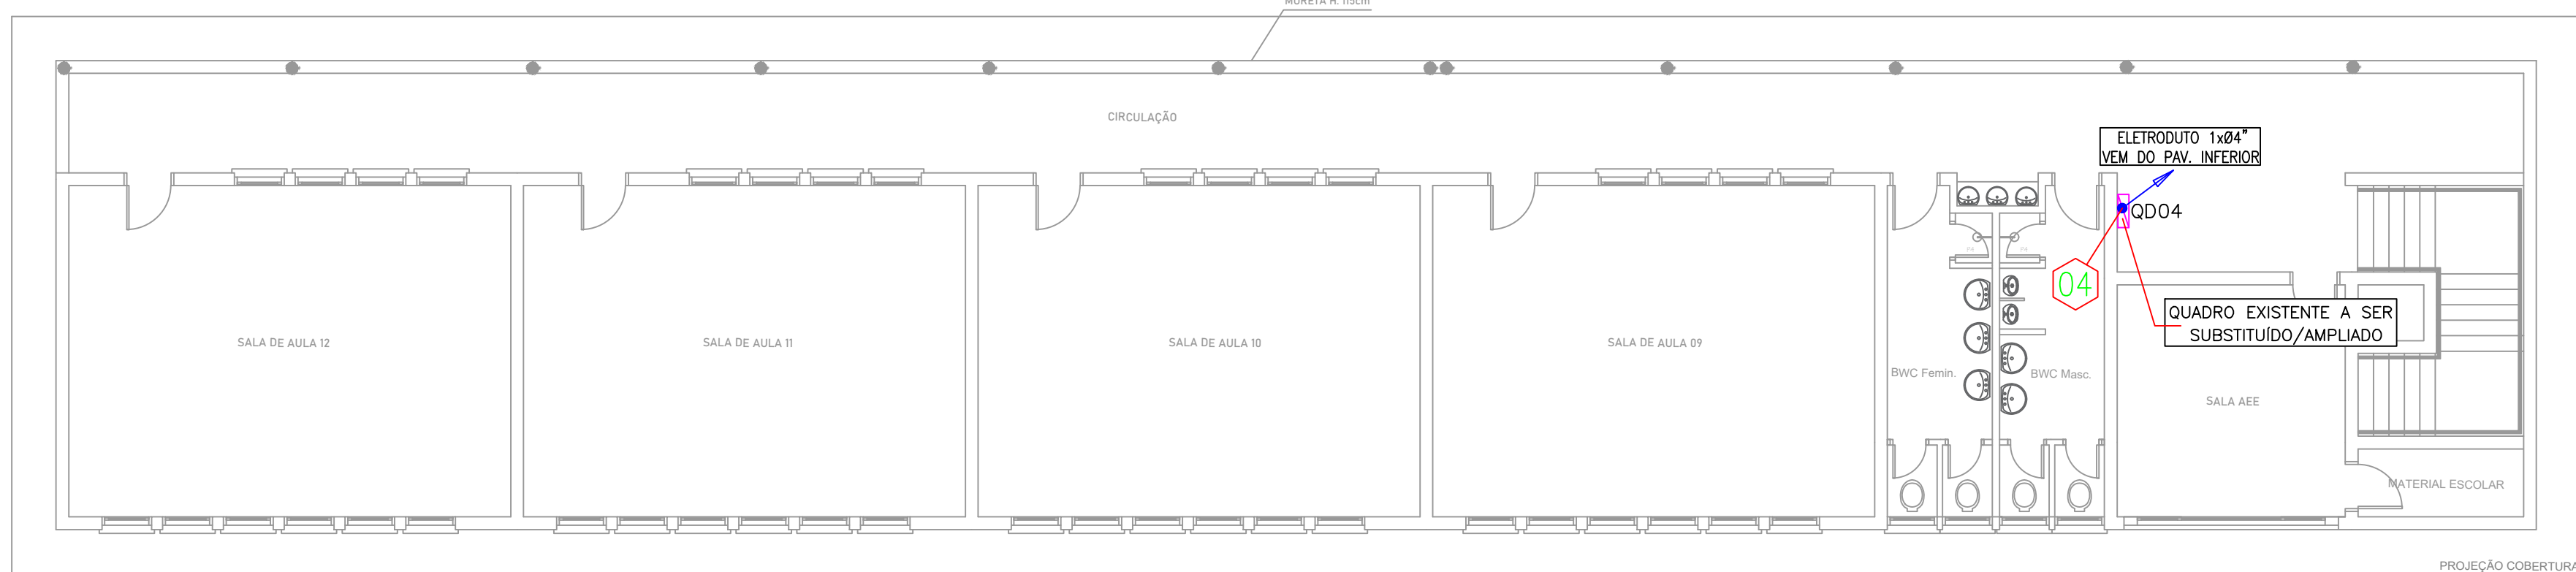 MURETA H. 115cm
CIRCULAÇÃO
ELETRODUTO 1xØ4"
VEM DO PAV. INFERIOR
QD04
04
QUADRO EXISTENTE A SER
SUBSTITUÍDO/AMPLIADO
SALA DE AULA 12
SALA DE AULA 11
SALA DE AULA 10
SALA DE AULA 09
BWC Femin.
BWC Masc.
SALA AEE
MATERIAL ESCOLAR
PROJEÇÃO COBERTURA